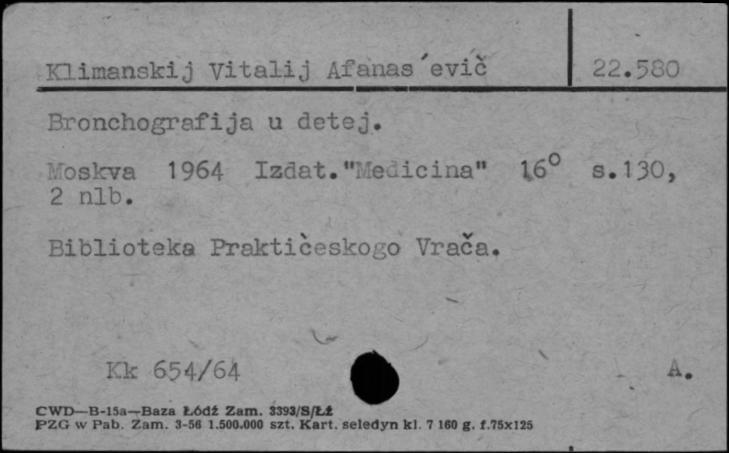 Klimanskij Vitalij Afanas´evič 22.580
Bronchografija u detej.
Moskva 1964 Izdat."Medicina" 16° s.130,
2 nlb.
Biblioteka Praktičeskogo Vrača.
Kk 654/64 A.
CWD—B-15a—Baza Łódź Zam. 3393/S/Łż
PZG w Pab. Zam. 3-56 1.500.000 szt. Kart. seledyn kl. 7 160 g. f.75x125